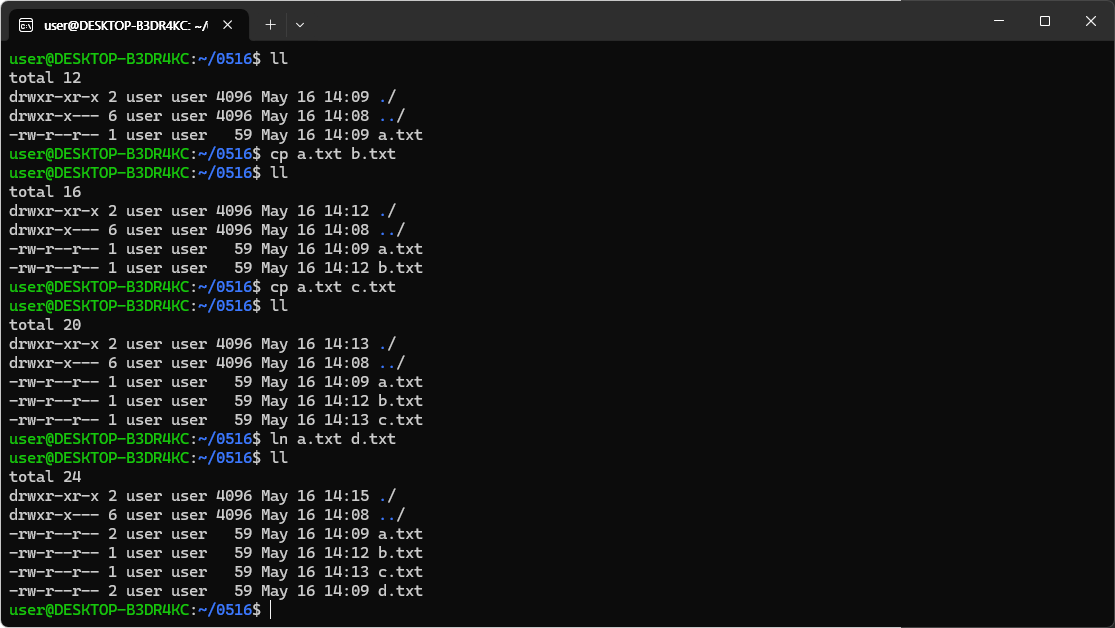 user@DESKTOP-B3DR4KC: ~/
user@DESKTOP-B3DR4KC:~/0516$ ll
total 12
drwxr-xr-x 2 user user 4096 May 16 14:09 ./
drwxr-x--- 6 user user 4096 May 16 14:08 ../
-rw-r--r-- 1 user user   59 May 16 14:09 a.txt
user@DESKTOP-B3DR4KC:~/0516$ cp a.txt b.txt
user@DESKTOP-B3DR4KC:~/0516$ ll
total 16
drwxr-xr-x 2 user user 4096 May 16 14:12 ./
drwxr-x--- 6 user user 4096 May 16 14:08 ../
-rw-r--r-- 1 user user   59 May 16 14:09 a.txt
-rw-r--r-- 1 user user   59 May 16 14:12 b.txt
user@DESKTOP-B3DR4KC:~/0516$ cp a.txt c.txt
user@DESKTOP-B3DR4KC:~/0516$ ll
total 20
drwxr-xr-x 2 user user 4096 May 16 14:13 ./
drwxr-x--- 6 user user 4096 May 16 14:08 ../
-rw-r--r-- 1 user user   59 May 16 14:09 a.txt
-rw-r--r-- 1 user user   59 May 16 14:12 b.txt
-rw-r--r-- 1 user user   59 May 16 14:13 c.txt
user@DESKTOP-B3DR4KC:~/0516$ ln a.txt d.txt
user@DESKTOP-B3DR4KC:~/0516$ ll
total 24
drwxr-xr-x 2 user user 4096 May 16 14:15 ./
drwxr-x--- 6 user user 4096 May 16 14:08 ../
-rw-r--r-- 2 user user   59 May 16 14:09 a.txt
-rw-r--r-- 1 user user   59 May 16 14:12 b.txt
-rw-r--r-- 1 user user   59 May 16 14:13 c.txt
-rw-r--r-- 2 user user   59 May 16 14:09 d.txt
user@DESKTOP-B3DR4KC:~/0516$